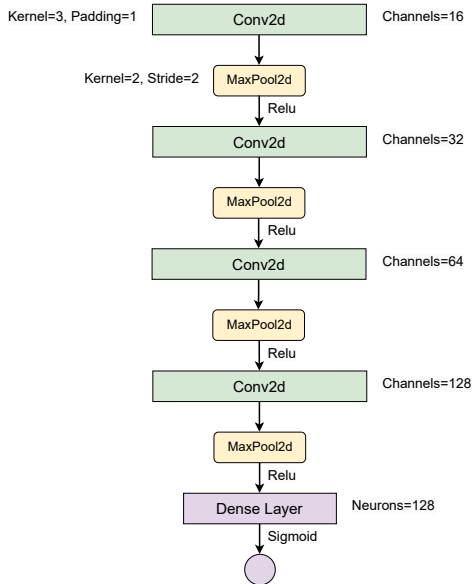 Kernel=3, Padding=1
Conv2d
Channels=16
Kernel=2, Stride=2
MaxPool2d
Relu
Conv2d
Channels=32
MaxPool2d
Relu
Conv2d
Channels=64
MaxPool2d
Relu
Conv2d
Channels=128
MaxPool2d
Relu
Dense Layer
Neurons=128
Sigmoid